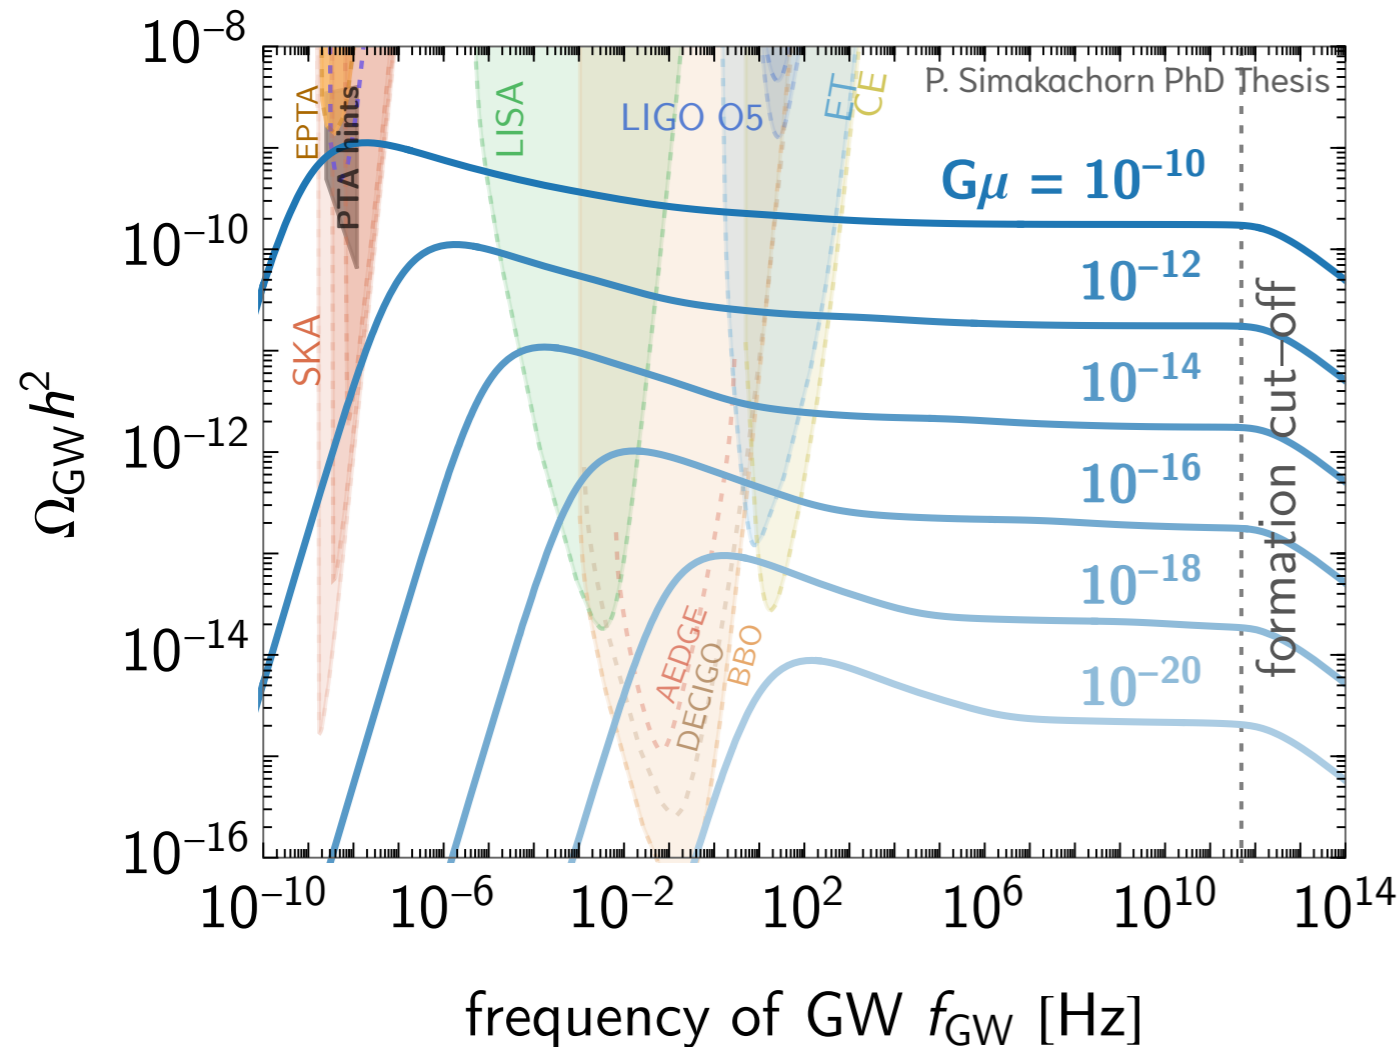 10⁻⁸
10⁻¹⁰
10⁻¹²
10⁻¹⁴
10⁻¹⁶
Ω_GW h²
EPTA
PTA hints
SKA
LISA
LIGO O5
ET
CE
P. Simakachorn PhD Thesis
Gμ = 10⁻¹⁰
10⁻¹²
10⁻¹⁴
10⁻¹⁶
10⁻¹⁸
10⁻²⁰
formation cut-off
AEDGE
DECIGO
BBO
10⁻¹⁰ 10⁻⁶ 10⁻² 10² 10⁶ 10¹⁰ 10¹⁴
frequency of GW f_GW [Hz]